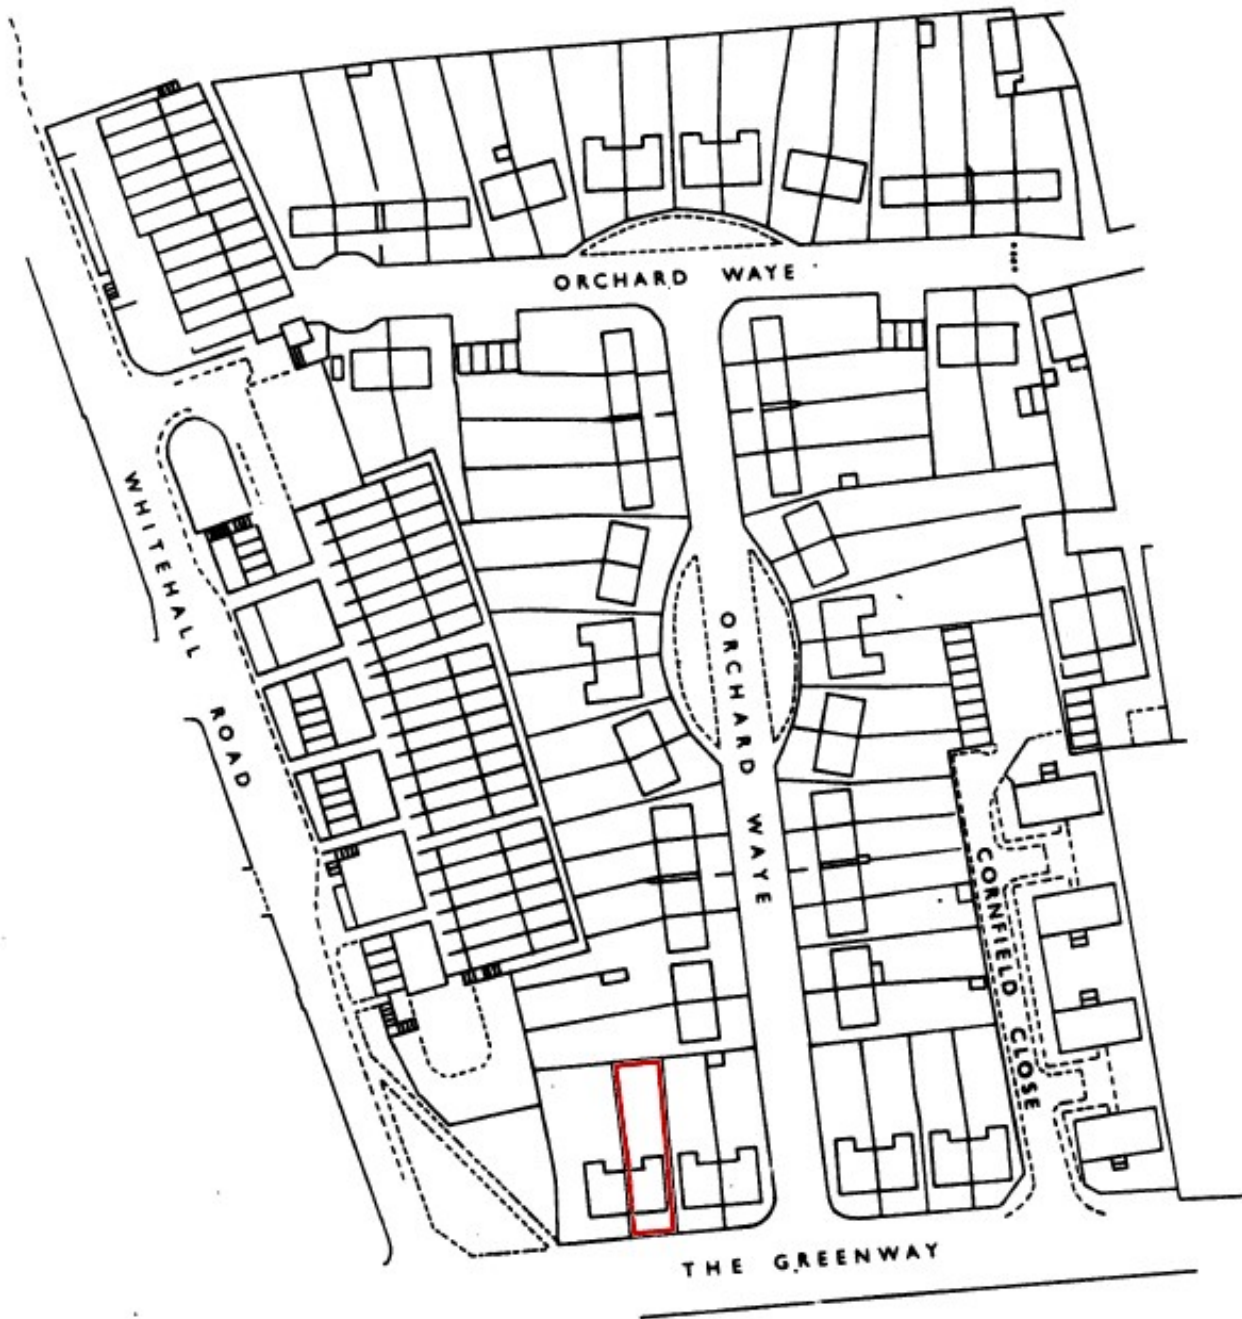 ORCHARD WAYE
WHITEHALL ROAD
ORCHARD WAYE
CORNFIELD CLOSE
THE GREENWAY